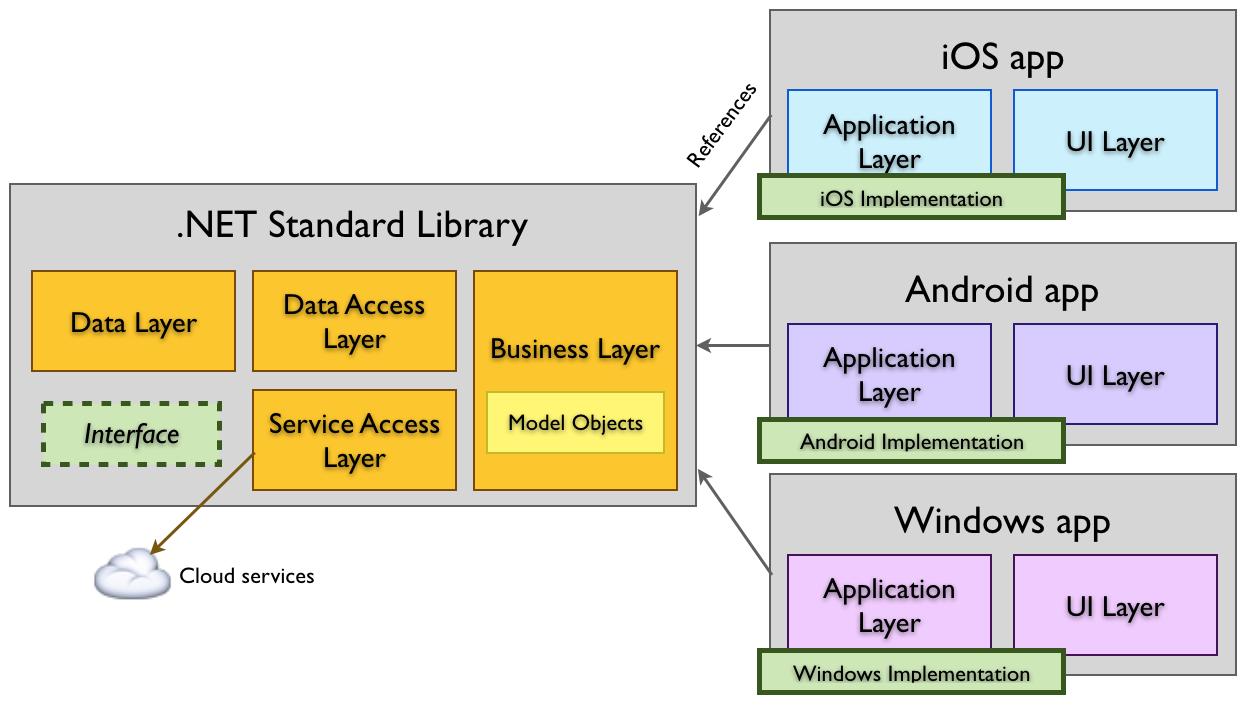 .NET Standard Library
Data Layer
Data Access
Layer
Business Layer
Model Objects
Interface
Service Access
Layer
Cloud services
References
iOS app
Application
Layer
UI Layer
iOS Implementation
Android app
Application
Layer
UI Layer
Android Implementation
Windows app
Application
Layer
UI Layer
Windows Implementation